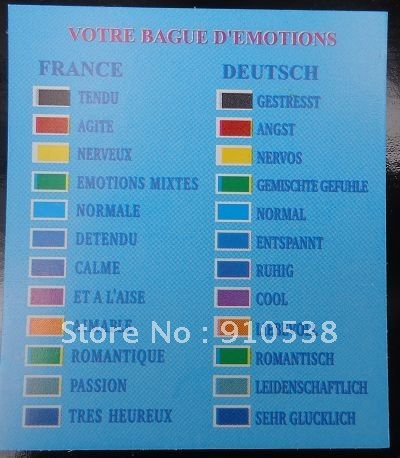 VOTRE BAGUE D'EMOTIONS
FRANCE DEUTSCH
TENDU GESTRESST
AGITE ANGST
NERVEUX NERVOS
EMOTIONS MIXTES GEMISCHTE GEFUHLE
NORMALE NORMAL
DETENDU ENTSPANNT
CALME RUHIG
ET A L'AISE COOL
AIMABLE
Store No : 910538
ROMANTIQUE ROMANTISCH
PASSION LEIDENSCHAFTLICH
TRES HEUREUX SEHR GLUCKLICH